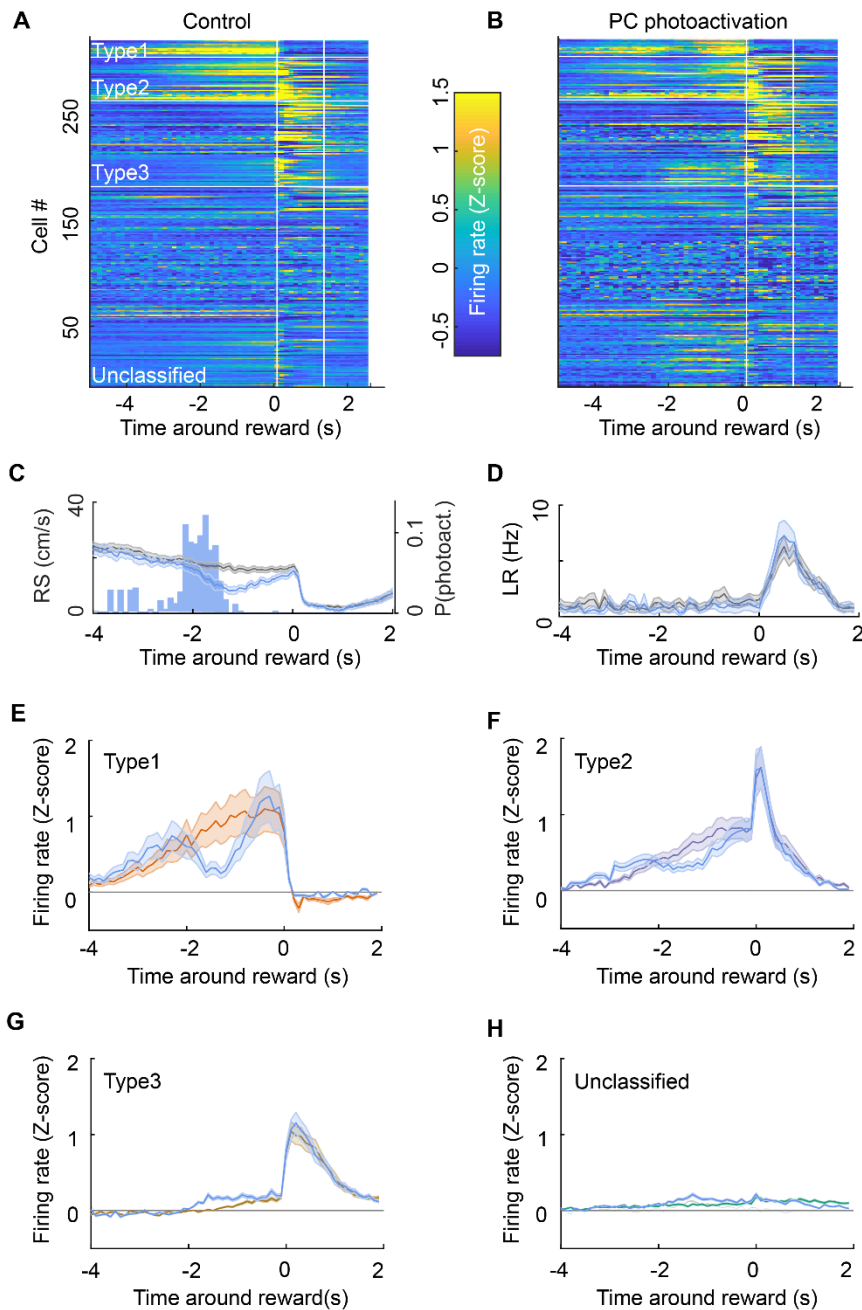 A
Control
B
PC photoactivation
Type1
Type2
Type3
Unclassified
Cell #
250
150
50
-4
-2
0
2
Time around reward (s)
Firing rate (Z-score)
1.5
1
0.5
0
-0.5
-4
-2
0
2
Time around reward (s)
C
RS (cm/s)
40
0
P(photoact.)
0.1
0
-4
-2
0
2
Time around reward (s)
D
LR (Hz)
10
0
-4
-2
0
2
Time around reward (s)
E
Type1
Firing rate (Z-score)
2
1
0
-4
-2
0
2
Time around reward (s)
F
Type2
Firing rate (Z-score)
2
1
0
-4
-2
0
2
Time around reward (s)
G
Type3
Firing rate (Z-score)
2
1
0
-4
-2
0
2
Time around reward(s)
H
Unclassified
Firing rate (Z-score)
2
1
0
-4
-2
0
2
Time around reward (s)